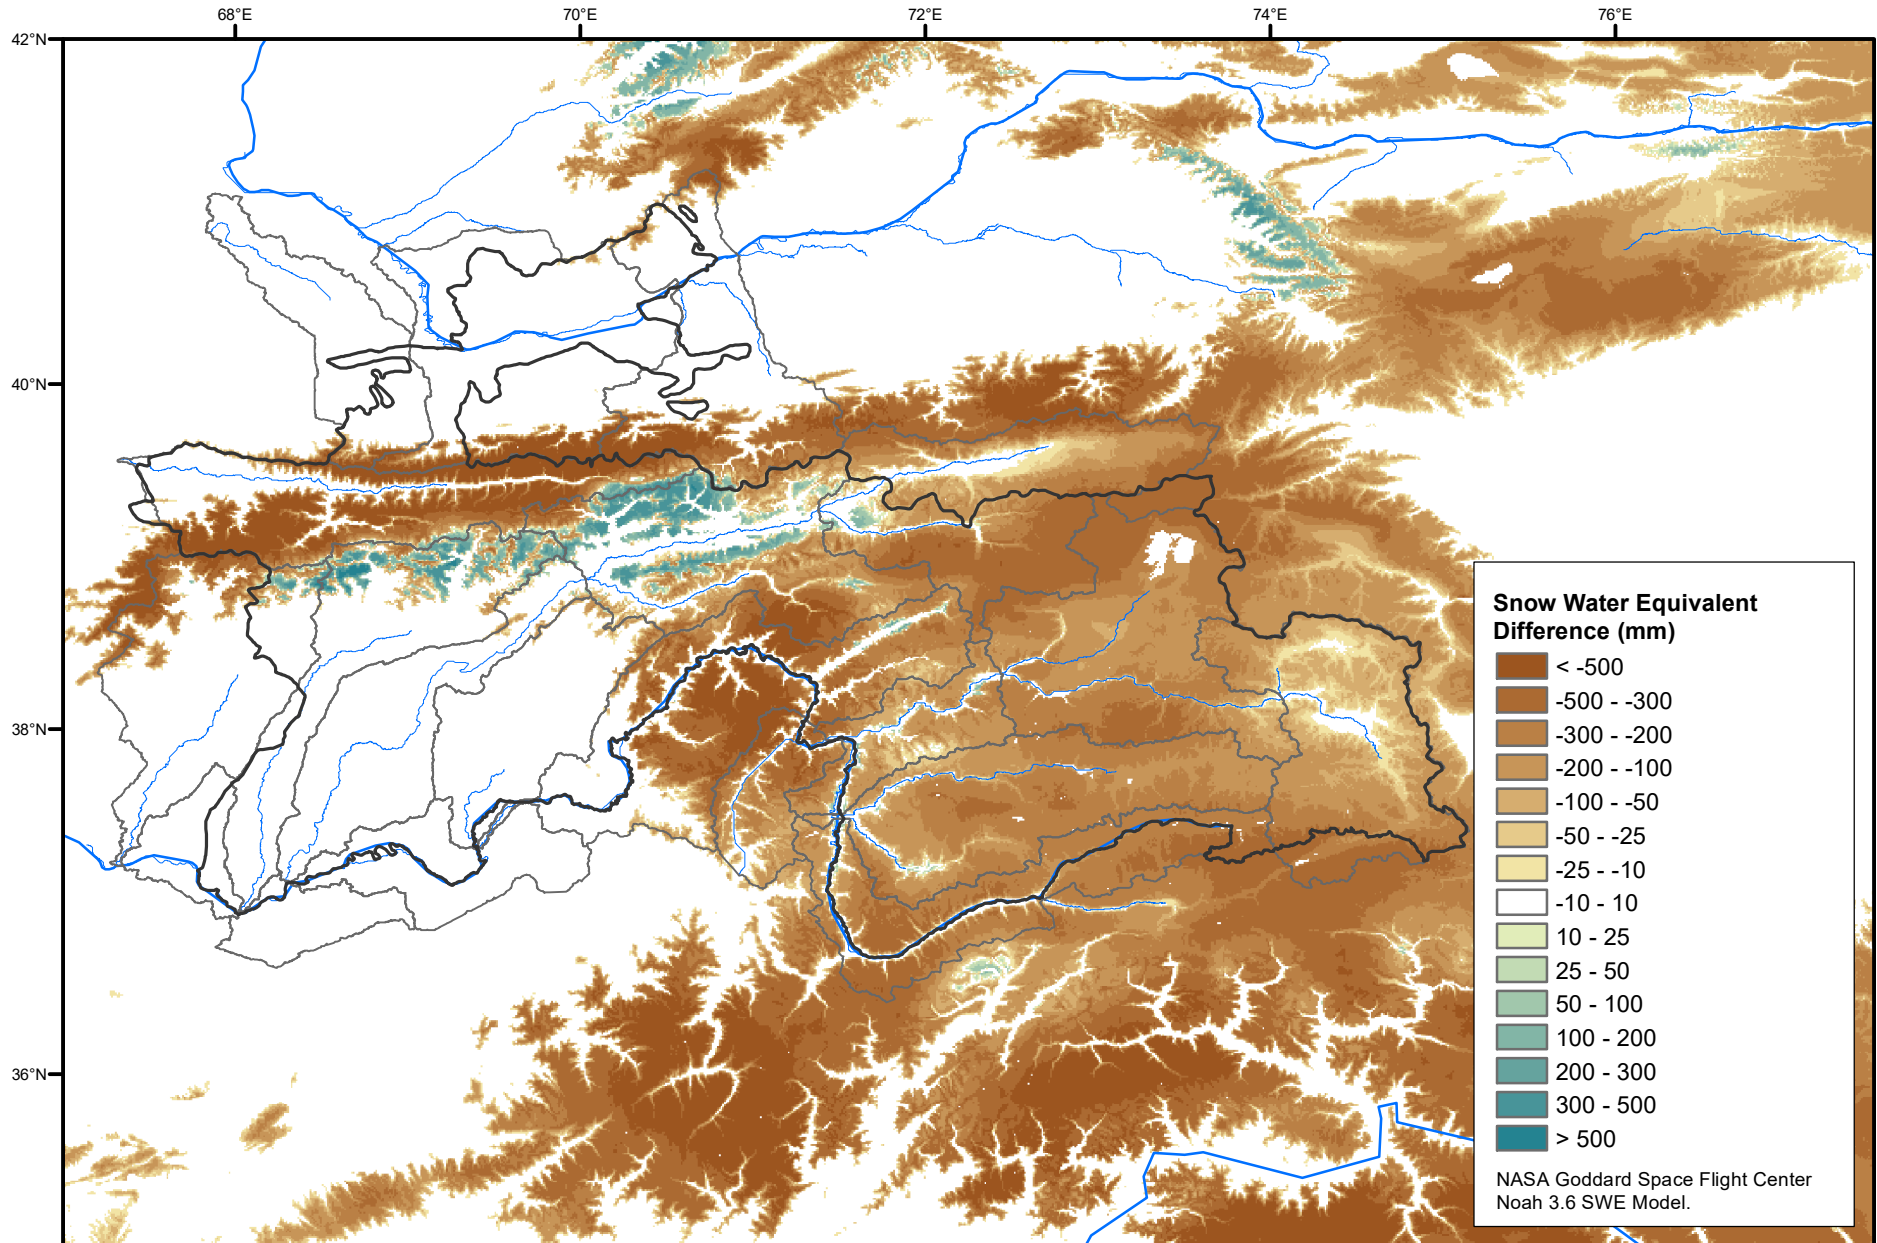 68°E
70°E
72°E
74°E
76°E
42°N
40°N
38°N
36°N
Snow Water Equivalent
Difference (mm)
< -500
-500 - -300
-300 - -200
-200 - -100
-100 - -50
-50 - -25
-25 - -10
-10 - 10
10 - 25
25 - 50
50 - 100
100 - 200
200 - 300
300 - 500
> 500
NASA Goddard Space Flight Center
Noah 3.6 SWE Model.